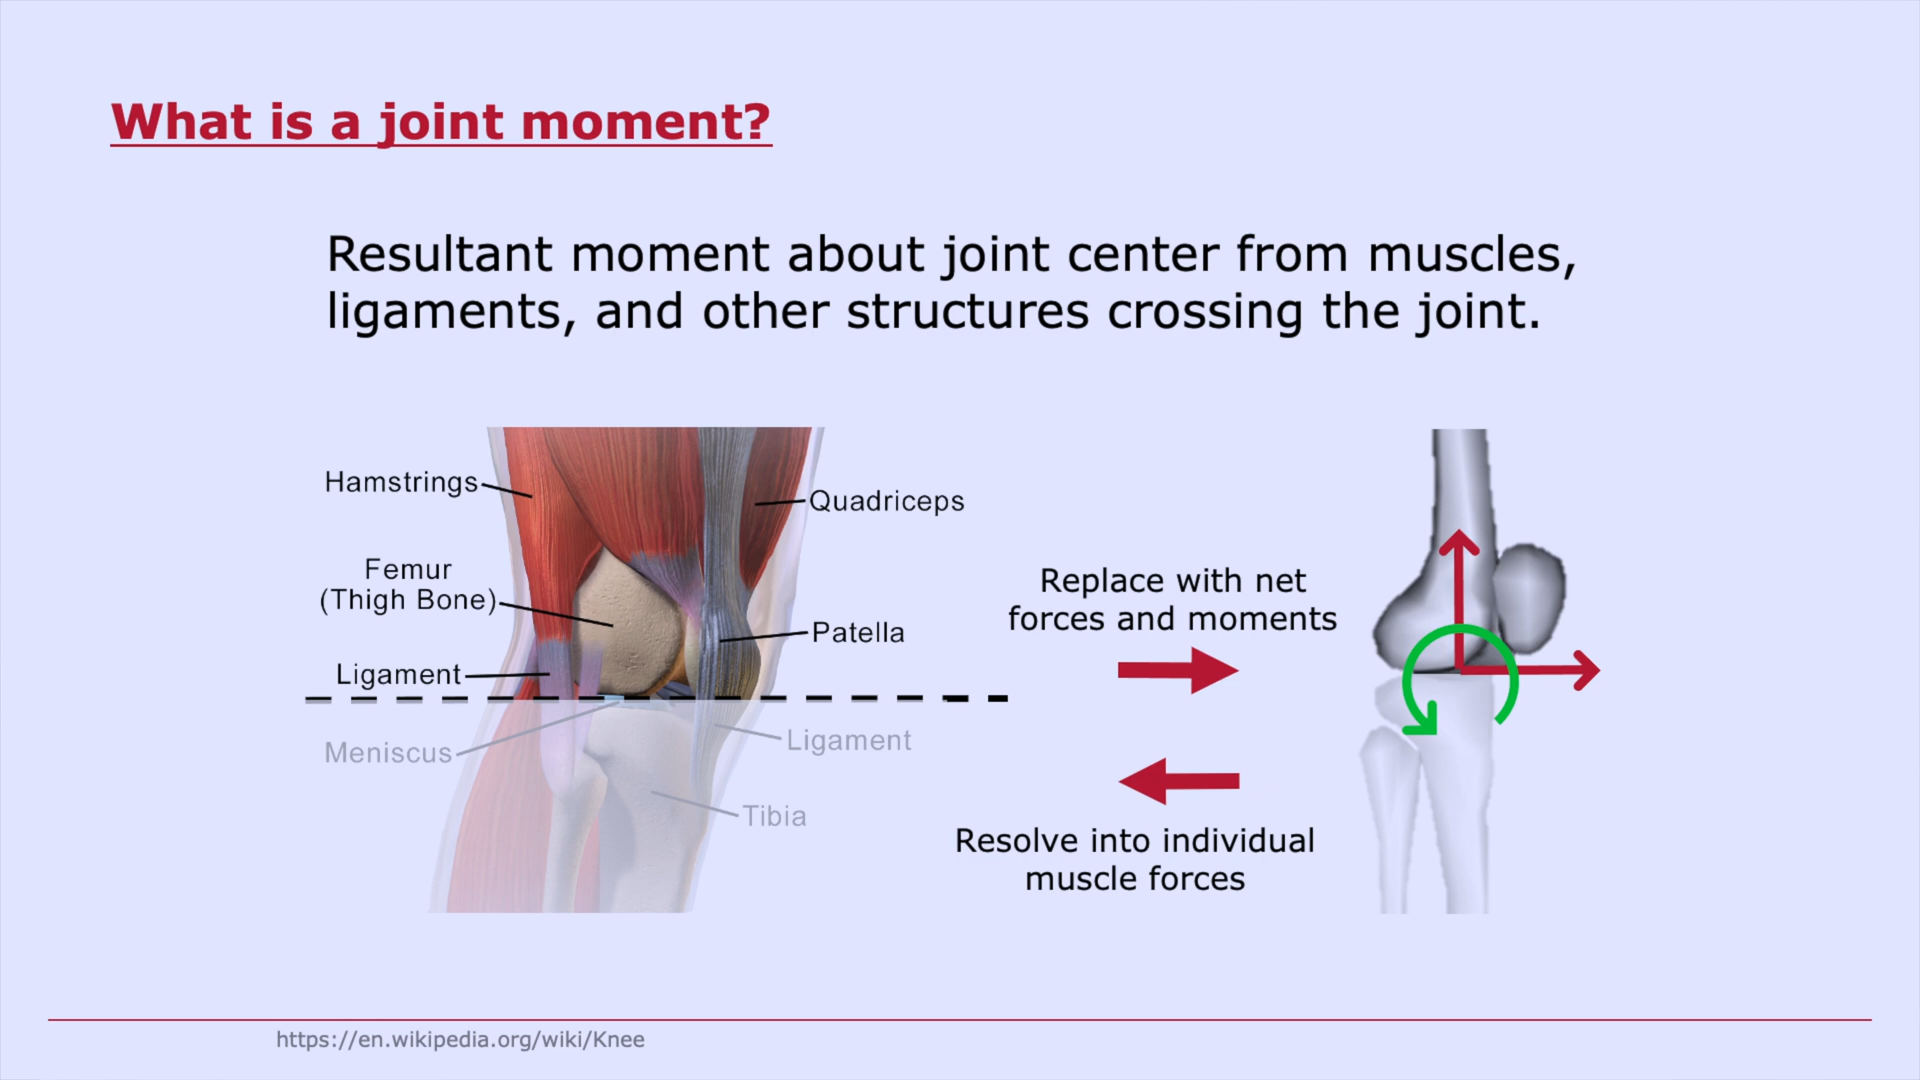 What is a joint moment?
Resultant moment about joint center from muscles,
ligaments, and other structures crossing the joint.
Hamstrings
Quadriceps
Femur
(Thigh Bone)
Patella
Ligament
Meniscus
Ligament
Tibia
Replace with net
forces and moments
Resolve into individual
muscle forces
https://en.wikipedia.org/wiki/Knee